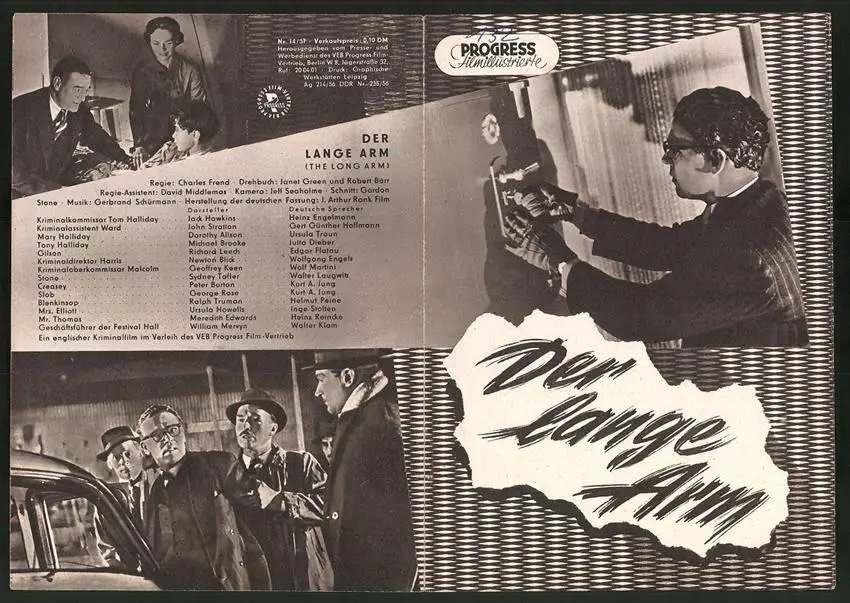 Nr. 14/57 · Verkaufspreis: 0,10 DM
Herausgegeben vom Presse- und
Werbedienst des VEB Progress Film-
Vertrieb, Berlin W 8, Jägerstraße 32,
Ruf: 20 04 01 · Druck: Graphische
Werkstätten Leipzig
Ag 214/56 DDR Nr. 235/56
PROGRESS FILM-VERTRIEB
PROGRESS
DER
LANGE ARM
(THE LONG ARM)
Regie: Charles Frend · Drehbuch: Janet Green und Robert Barr
Regie-Assistent: David Middlemas · Kamera: Jeff Seaholme · Schnitt: Gordon
Stone · Musik: Gerbrand Schürmann · Herstellung der deutschen Fassung: J. Arthur Rank Film
Darsteller Deutsche Sprecher
Kriminalkommissar Tom Halliday Jack Hawkins Heinz Engelmann
Kriminalassistent Ward John Stratton Gert Günther Hoffmann
Mary Halliday Dorothy Alison Ursula Traun
Tony Halliday Michael Brooke Jutta Dieber
Gilson Richard Leech Edgar Flatau
Kriminaldirektor Harris Newton Blick Wolfgang Engels
Kriminaloberkommissar Malcolm Geoffrey Keen Wolf Martini
Stone Sydney Tafler Walter Laugwitz
Creasey Peter Burton Kurt A. Jung
Slob George Rose Kurt A. Jung
Blenkinsop Ralph Truman Helmut Peine
Mrs. Elliott Ursula Howells Inge Stolten
Mr. Thomas Meredith Edwards Heinz Reincke
Geschäftsführer der Festival Hall William Mervyn Walter Klam
Ein englischer Kriminalfilm im Verleih des VEB Progress Film-Vertrieb
PROGRESS
Filmillustrierte
Der
lange
Arm